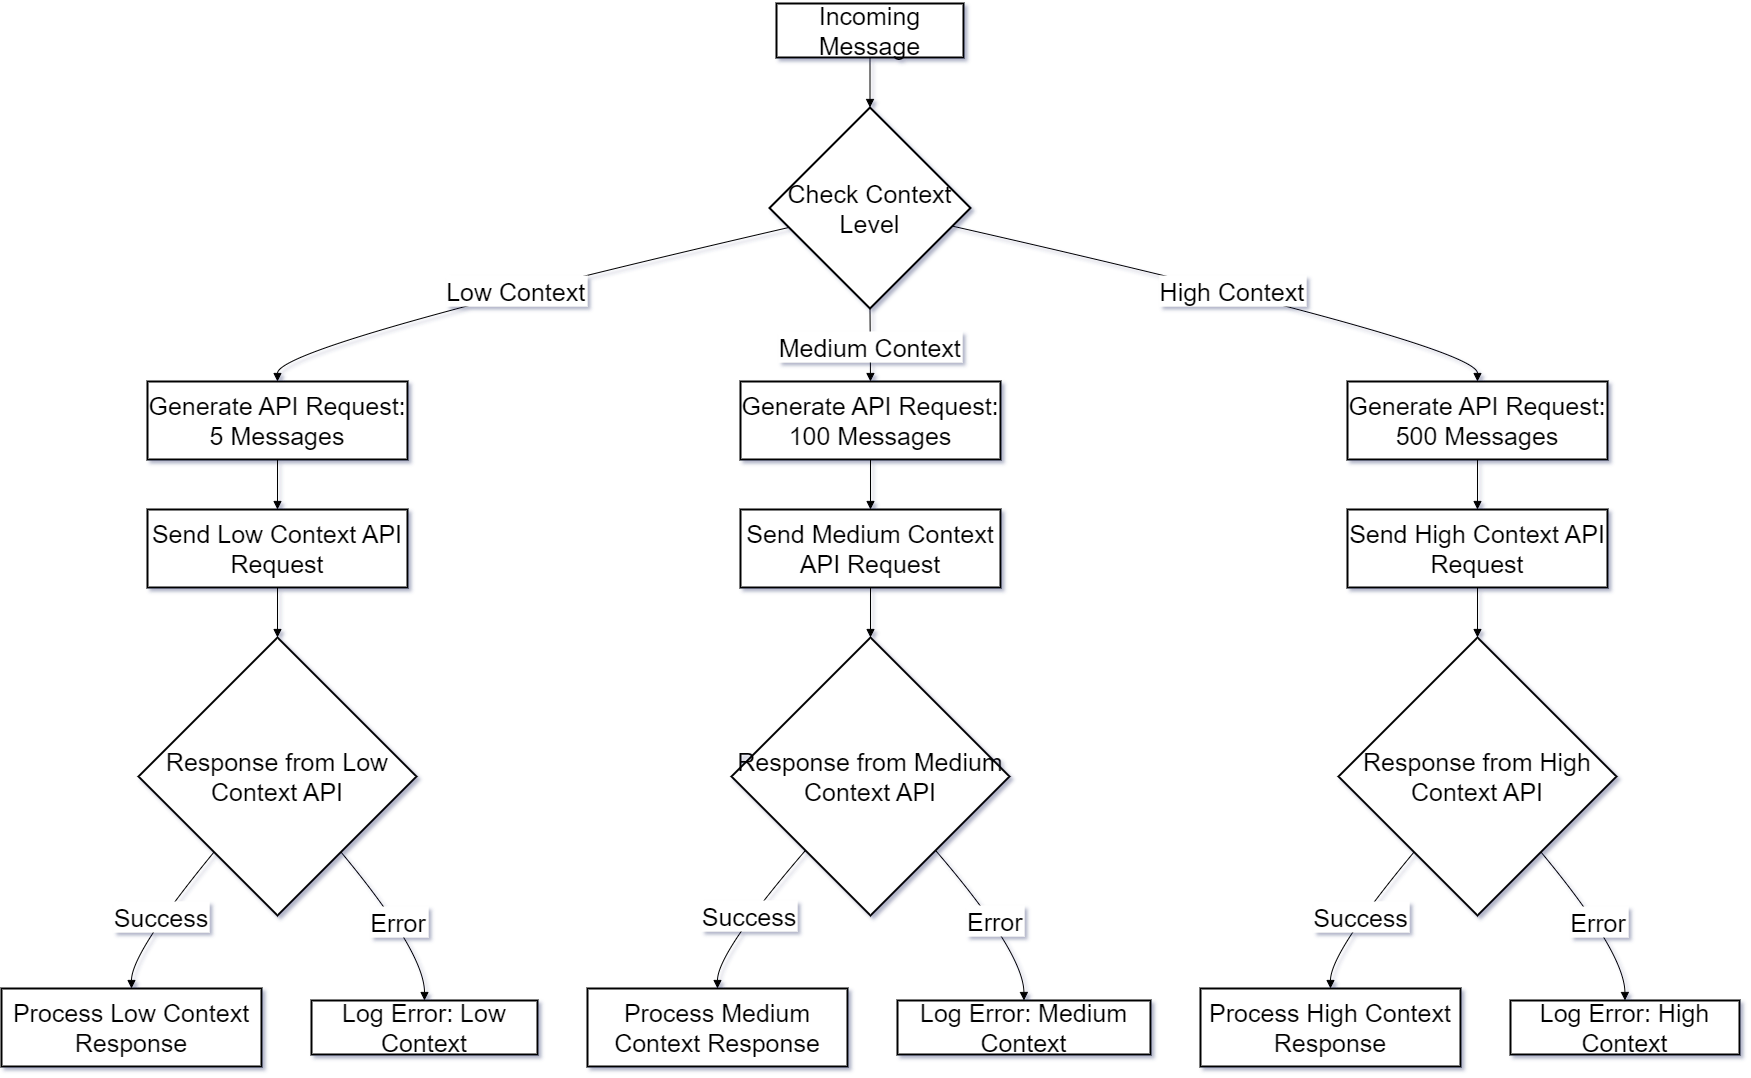 Incoming
Message
Check Context
Level
Low Context
High Context
Medium Context
Generate API Request:
5 Messages
Generate API Request:
100 Messages
Generate API Request:
500 Messages
Send Low Context API
Request
Send Medium Context
API Request
Send High Context API
Request
Response from Low
Context API
Response from Medium
Context API
Response from High
Context API
Success
Error
Success
Error
Success
Error
Process Low Context
Response
Log Error: Low
Context
Process Medium
Context Response
Log Error: Medium
Context
Process High Context
Response
Log Error: High
Context